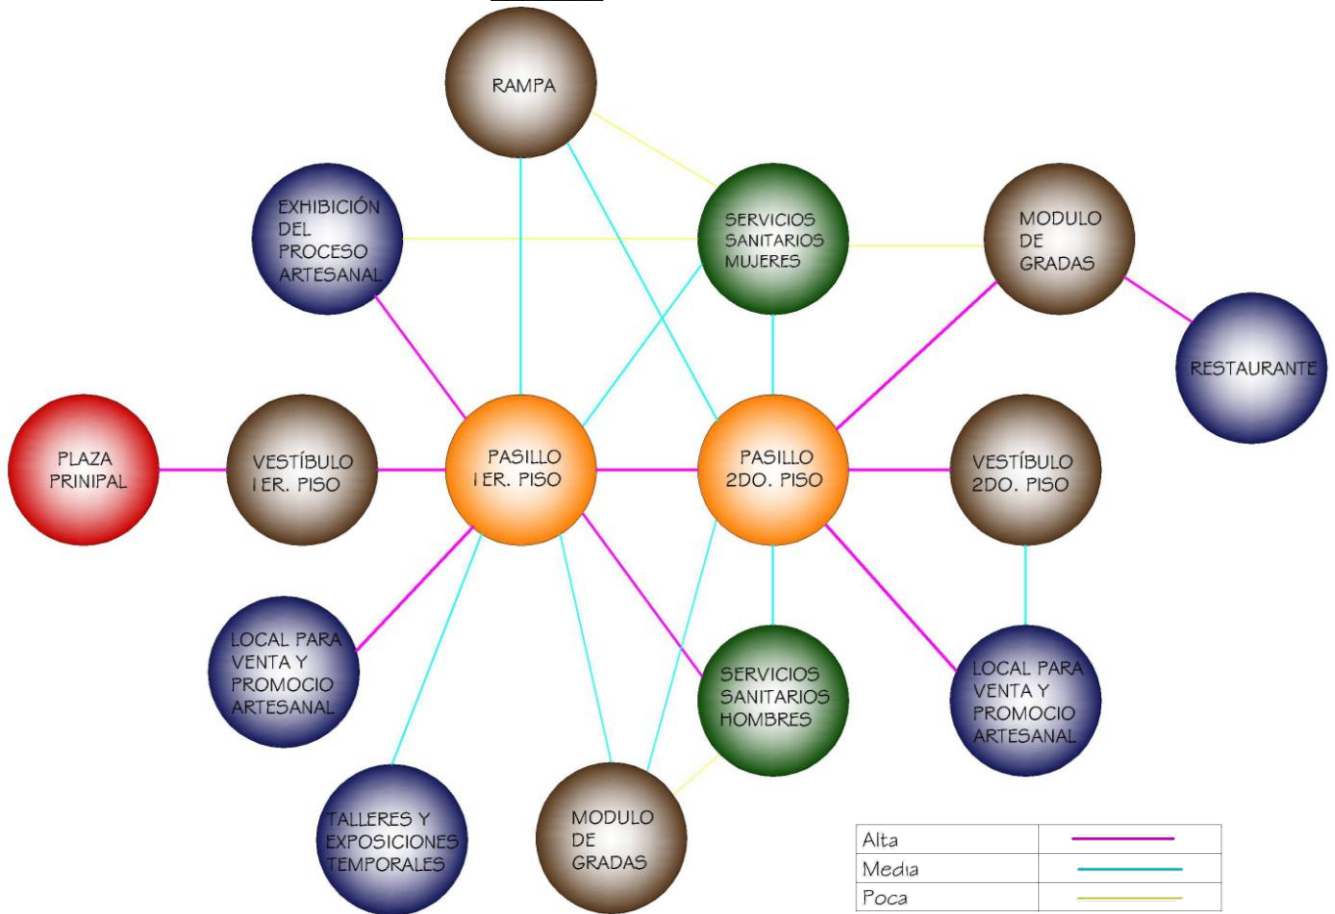 RAMPA
EXHIBICIÓN
DEL
PROCESO
ARTESANAL
SERVICIOS
SANITARIOS
MUJERES
MODULO
DE
GRADAS
RESTAURANTE
PLAZA
PRINIPAL
VESTÍBULO
1ER. PISO
PASILLO
1ER. PISO
PASILLO
2DO. PISO
VESTÍBULO
2DO. PISO
LOCAL PARA
VENTA Y
PROMOCIO
ARTESANAL
SERVICIOS
SANITARIOS
HOMBRES
LOCAL PARA
VENTA Y
PROMOCIO
ARTESANAL
TALLERES Y
EXPOSICIONES
TEMPORALES
MODULO
DE
GRADAS
Alta
Media
Poca